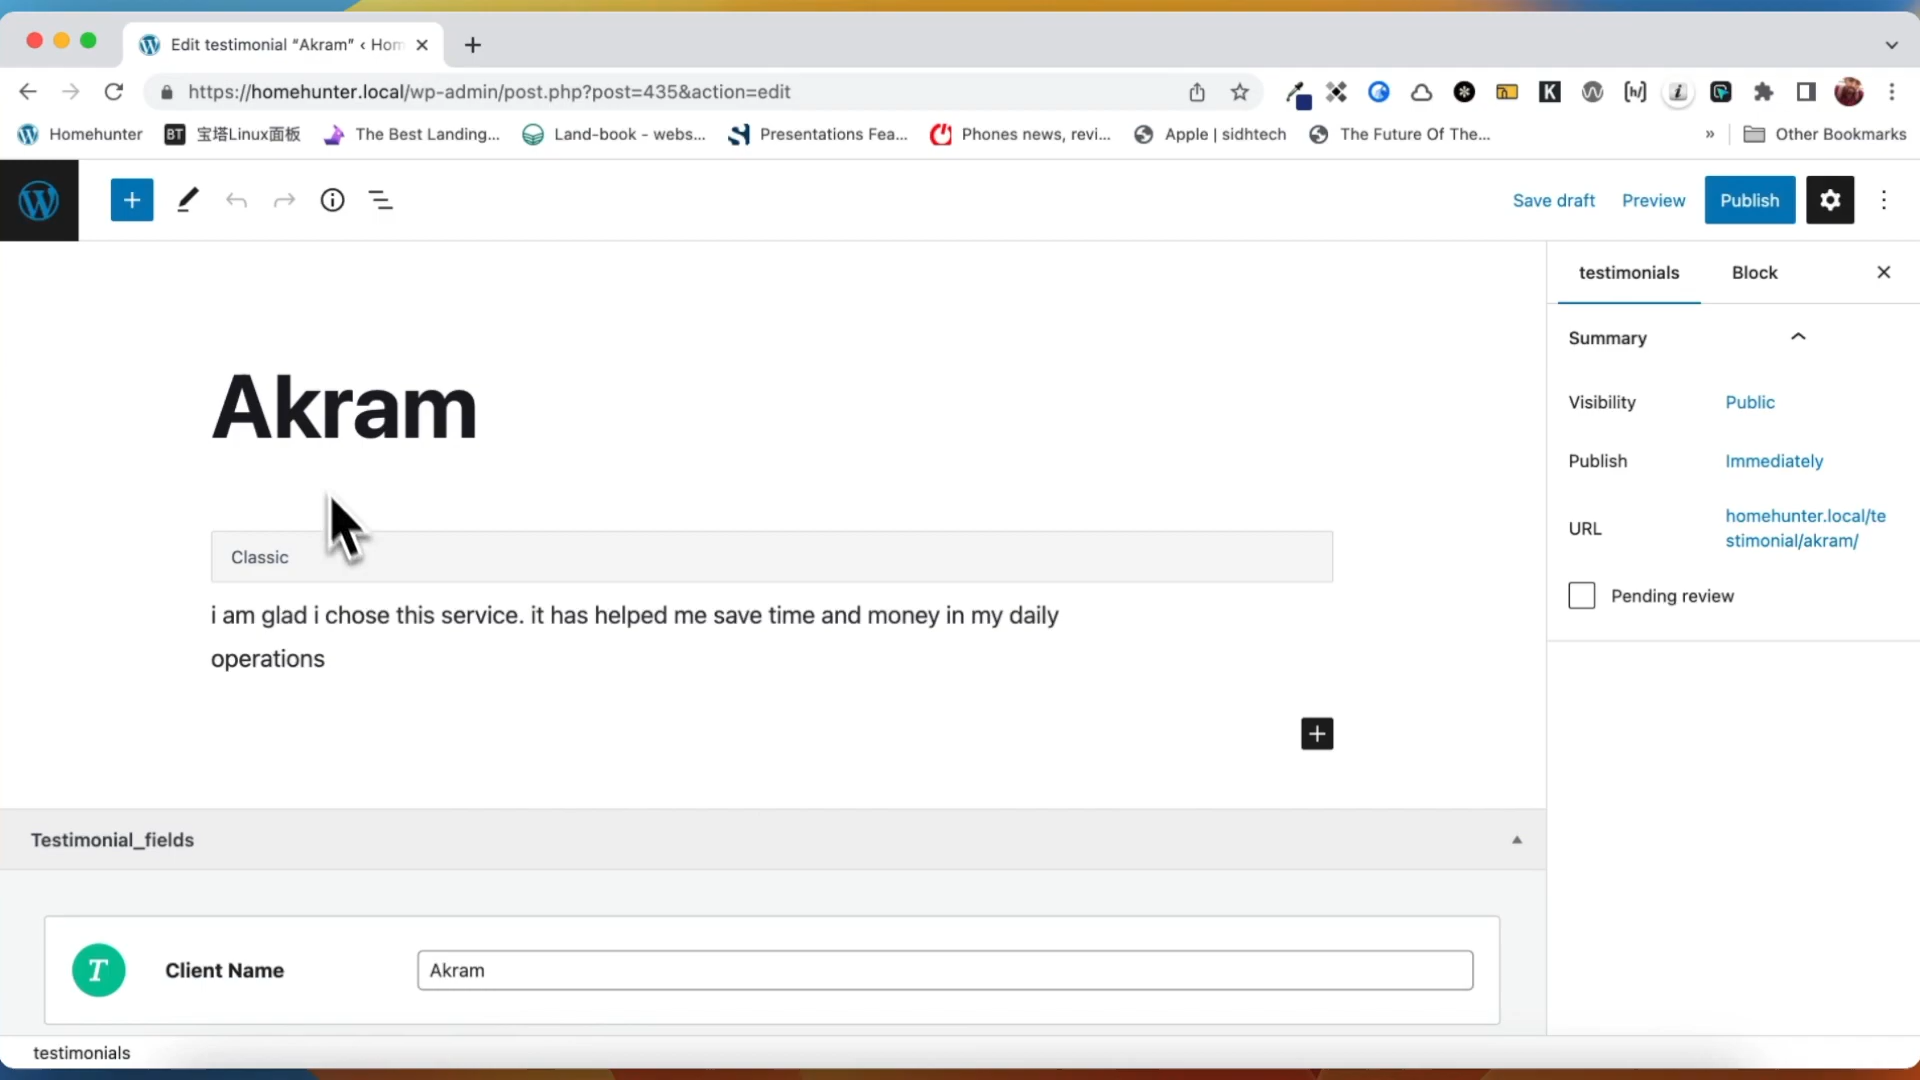 Edit testimonial “Akram” ‹ Hom
https://homehunter.local/wp-admin/post.php?post=435&action=edit
Homehunter
BT
宝塔Linux面板
The Best Landing...
Land-book - webs...
Presentations Fea...
Phones news, revi...
Apple | sidhtech
The Future Of The...
»
Other Bookmarks
Save draft
Preview
Publish
testimonials
Block
Summary
Visibility
Public
Publish
Immediately
URL
homehunter.local/te
stimonial/akram/
Pending review
Akram
Classic
i am glad i chose this service. it has helped me save time and money in my daily
operations
Testimonial_fields
T
Client Name
Akram
testimonials